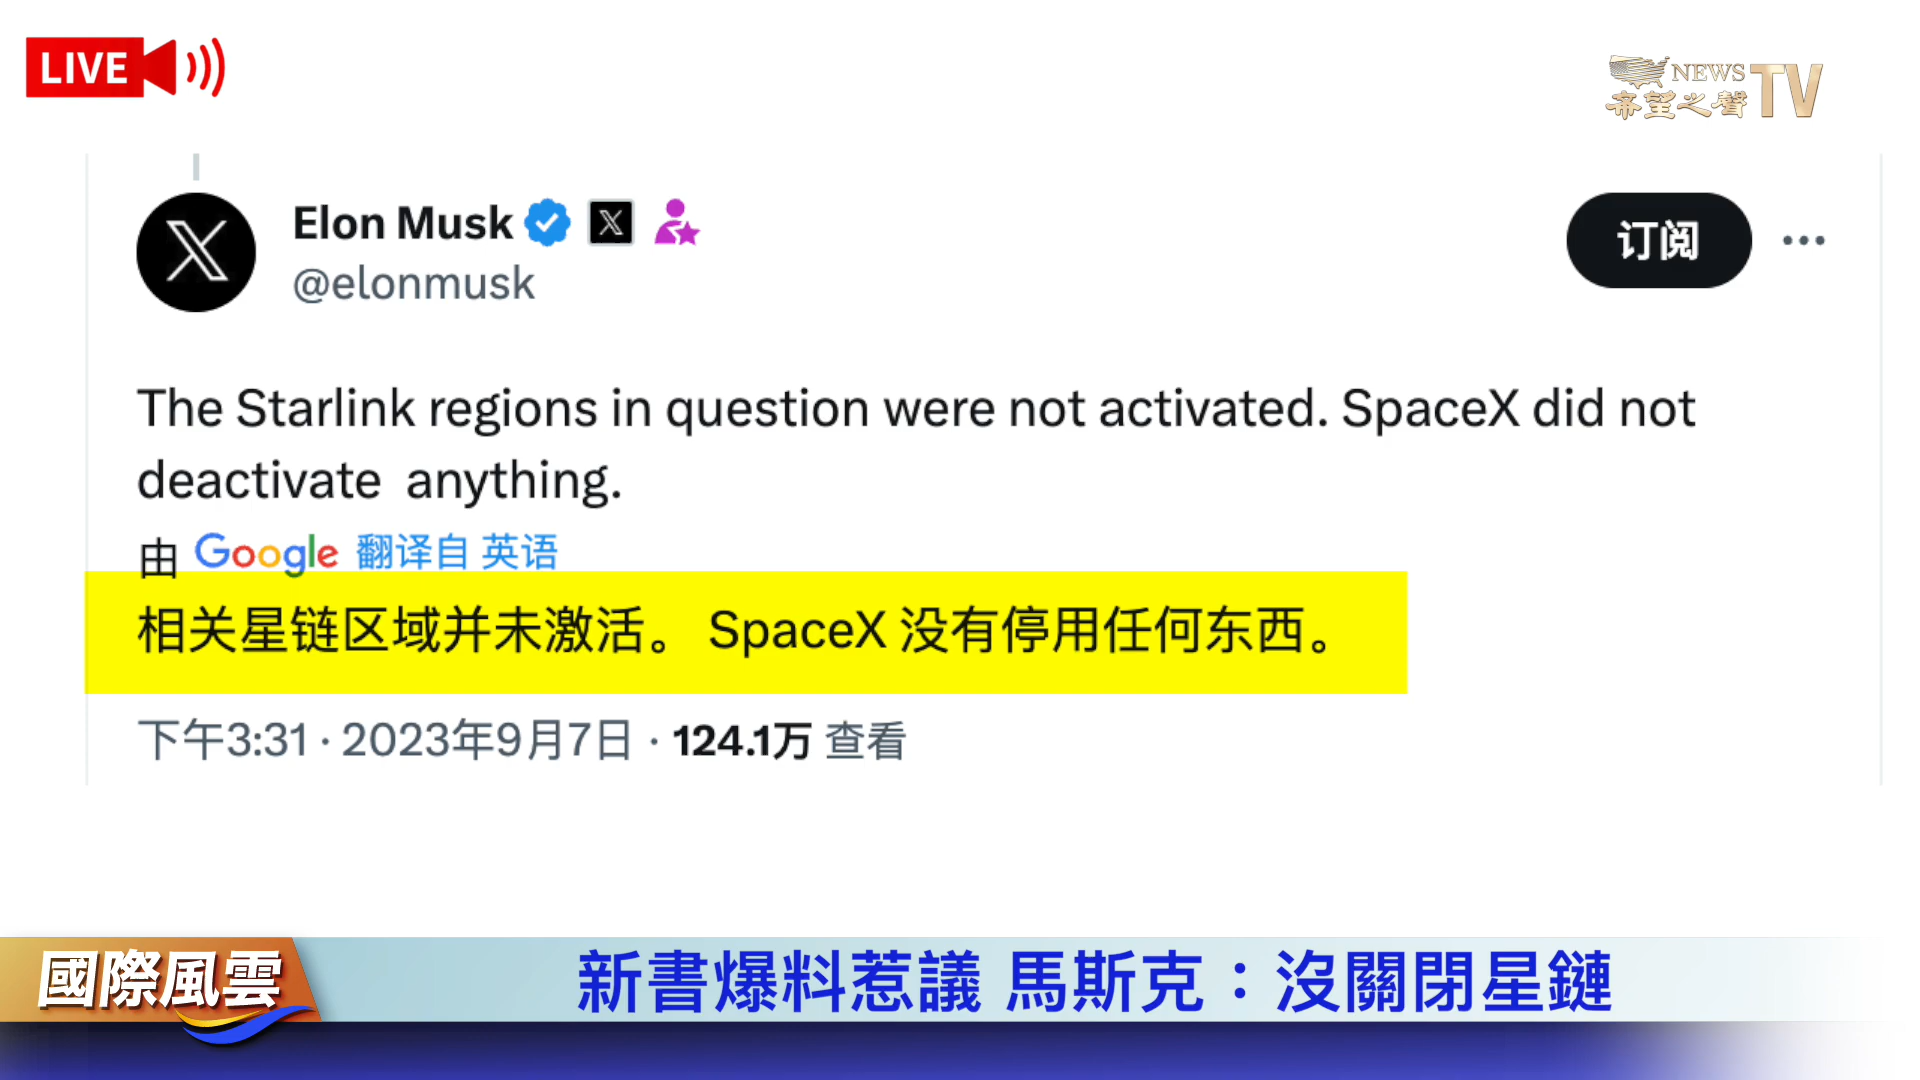 LIVE
NEWS
希望之聲TV
Elon Musk
@elonmusk
订阅
The Starlink regions in question were not activated. SpaceX did not
deactivate anything.
由 Google 翻译自 英语
相关星链区域并未激活。 SpaceX 没有停用任何东西。
下午3:31 · 2023年9月7日 · 124.1万 查看
國際風雲
新書爆料惹議 馬斯克：沒關閉星鏈